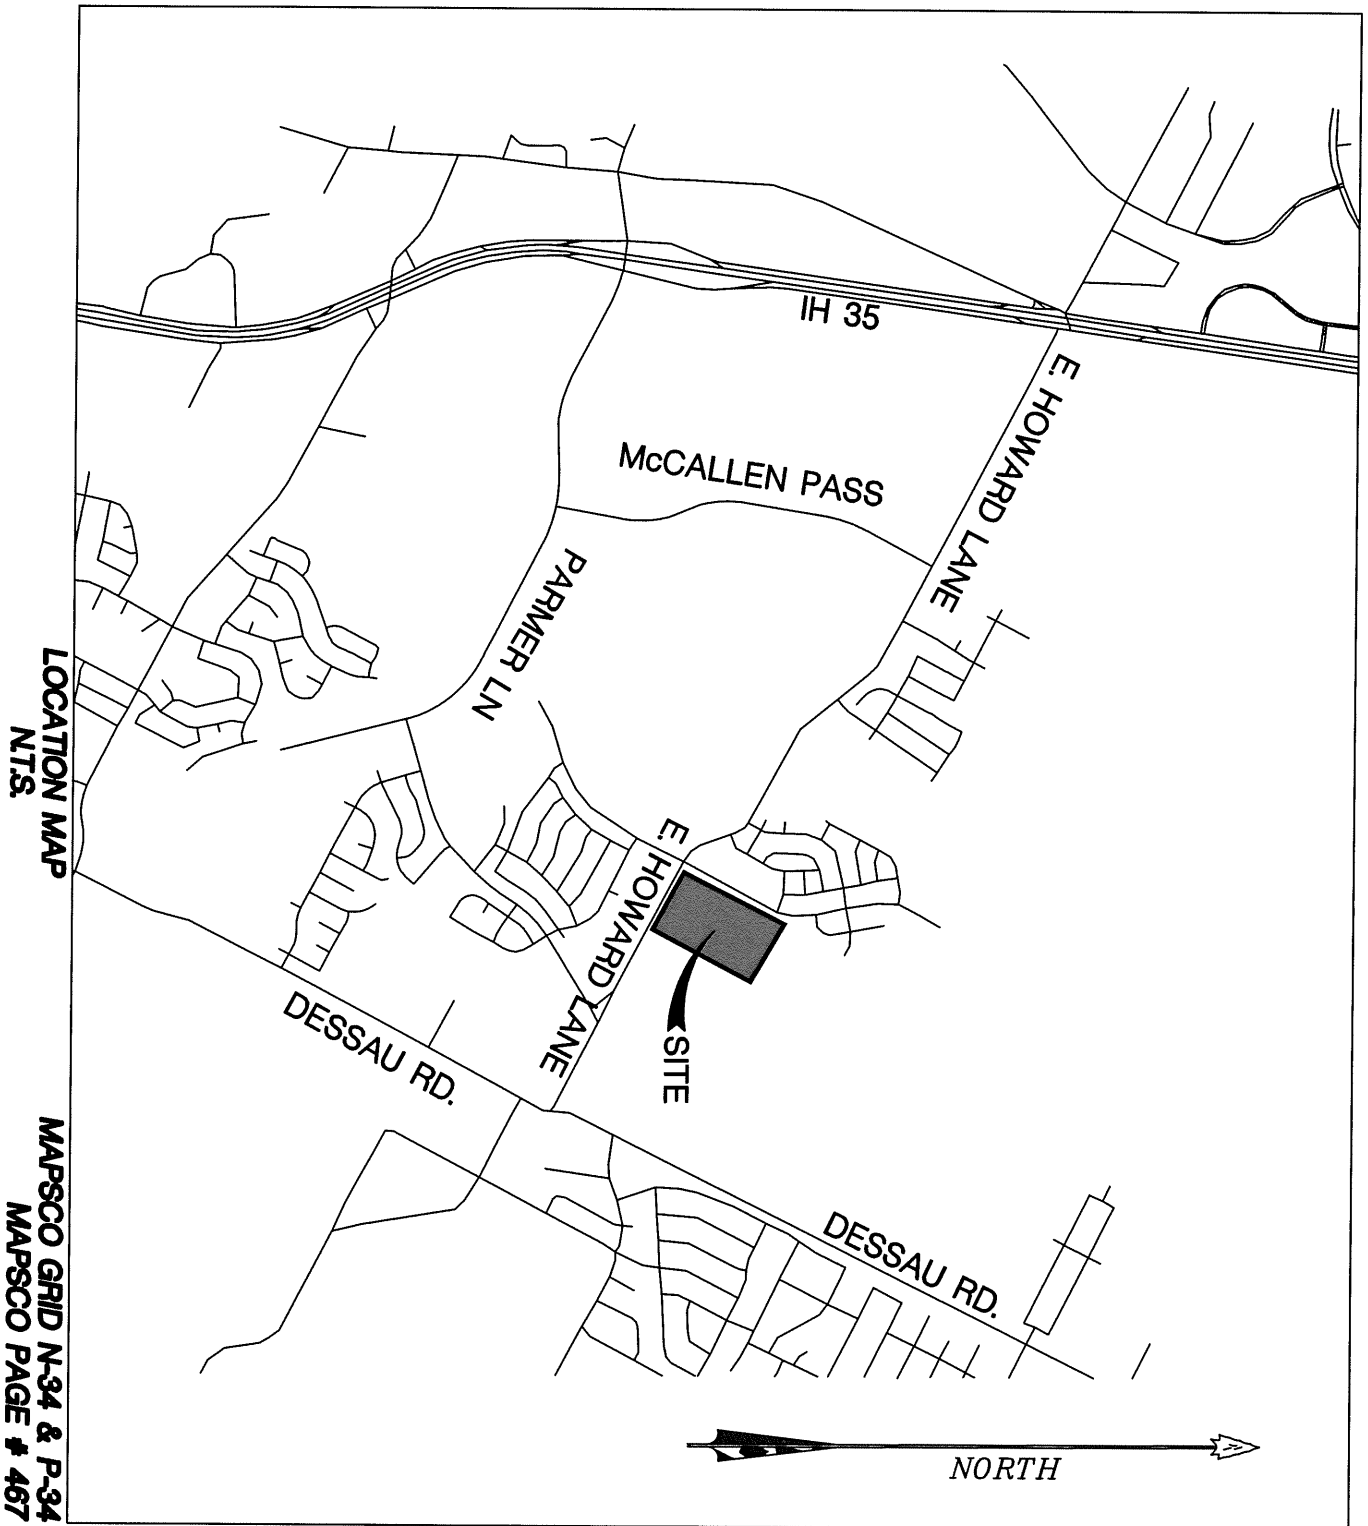 IH 35
E. HOWARD LANE
McCALLEN PASS
PARMER LN
E. HOWARD LANE
SITE
DESSAU RD.
DESSAU RD.
NORTH
LOCATION MAP
N.T.S.
MAPSCO GRID N-34 & P-34
MAPSCO PAGE # 467